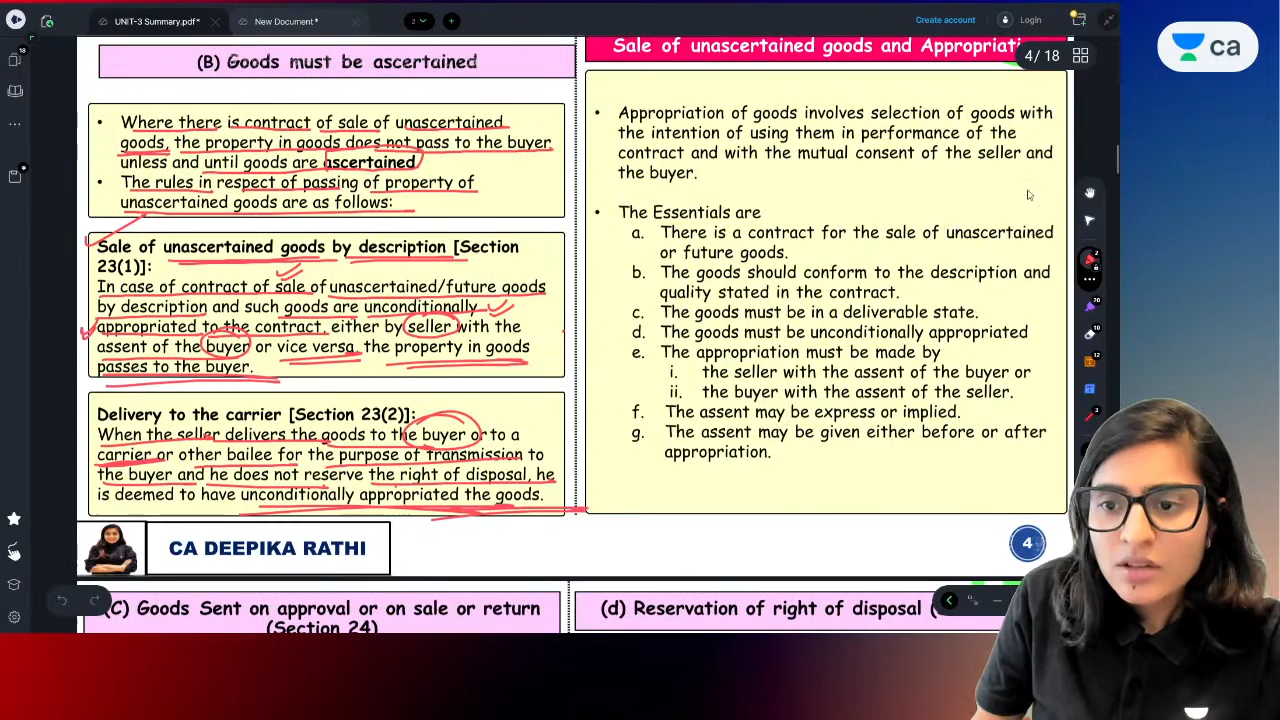 UNIT-3 Summary.pdf*
New Document*
2
Create account
Login
18
ca
(B) Goods must be ascertained
Where there is contract of sale of unascertained
goods, the property in goods does not pass to the buyer
unless and until goods are ascertained
The rules in respect of passing of property of
unascertained goods are as follows:
Sale of unascertained goods by description [Section
23(1)]:
In case of contract of sale of unascertained/future goods
by description and such goods are unconditionally
appropriated to the contract, either by seller with the
assent of the buyer or vice versa, the property in goods
passes to the buyer.
Delivery to the carrier [Section 23(2)]:
When the seller delivers the goods to the buyer or to a
carrier or other bailee for the purpose of transmission to
the buyer and he does not reserve the right of disposal, he
is deemed to have unconditionally appropriated the goods.
CA DEEPIKA RATHI
(C) Goods Sent on approval or on sale or return
(Section 24)
Sale of unascertained goods and Appropriati
4 / 18
Appropriation of goods involves selection of goods with
the intention of using them in performance of the
contract and with the mutual consent of the seller and
the buyer.
The Essentials are
a. There is a contract for the sale of unascertained
or future goods.
b. The goods should conform to the description and
quality stated in the contract.
c. The goods must be in a deliverable state.
d. The goods must be unconditionally appropriated
e. The appropriation must be made by
i. the seller with the assent of the buyer or
ii. the buyer with the assent of the seller.
f. The assent may be express or implied.
g. The assent may be given either before or after
appropriation.
4
(d) Reservation of right of disposal (
2
20
10
12
3